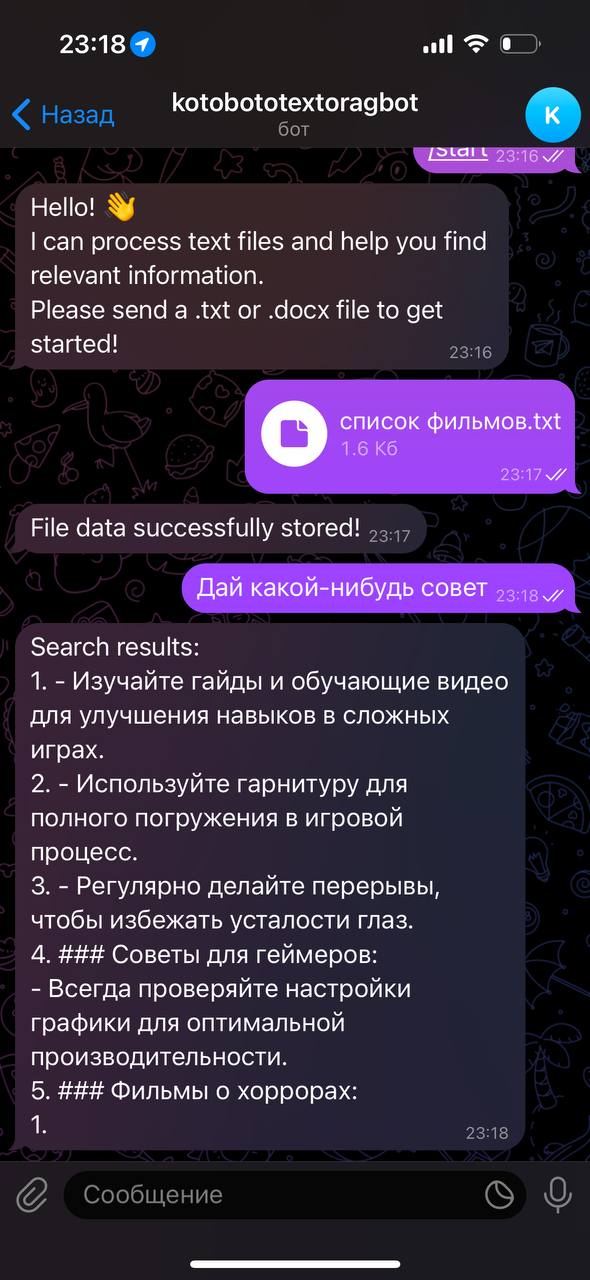 23:18
Назад
kotobototextoragbot
бот
K
/start 23:16
Hello! 👋
I can process text files and help you find
relevant information.
Please send a .txt or .docx file to get
started!
23:16
список фильмов.txt
1.6 Кб
23:17
File data successfully stored! 23:17
Дай какой-нибудь совет 23:18
Search results:
1. - Изучайте гайды и обучающие видео
для улучшения навыков в сложных
играх.
2. - Используйте гарнитуру для
полного погружения в игровой
процесс.
3. - Регулярно делайте перерывы,
чтобы избежать усталости глаз.
4. ### Советы для геймеров:
- Всегда проверяйте настройки
графики для оптимальной
производительности.
5. ### Фильмы о хоррорах:
1.
23:18
Сообщение